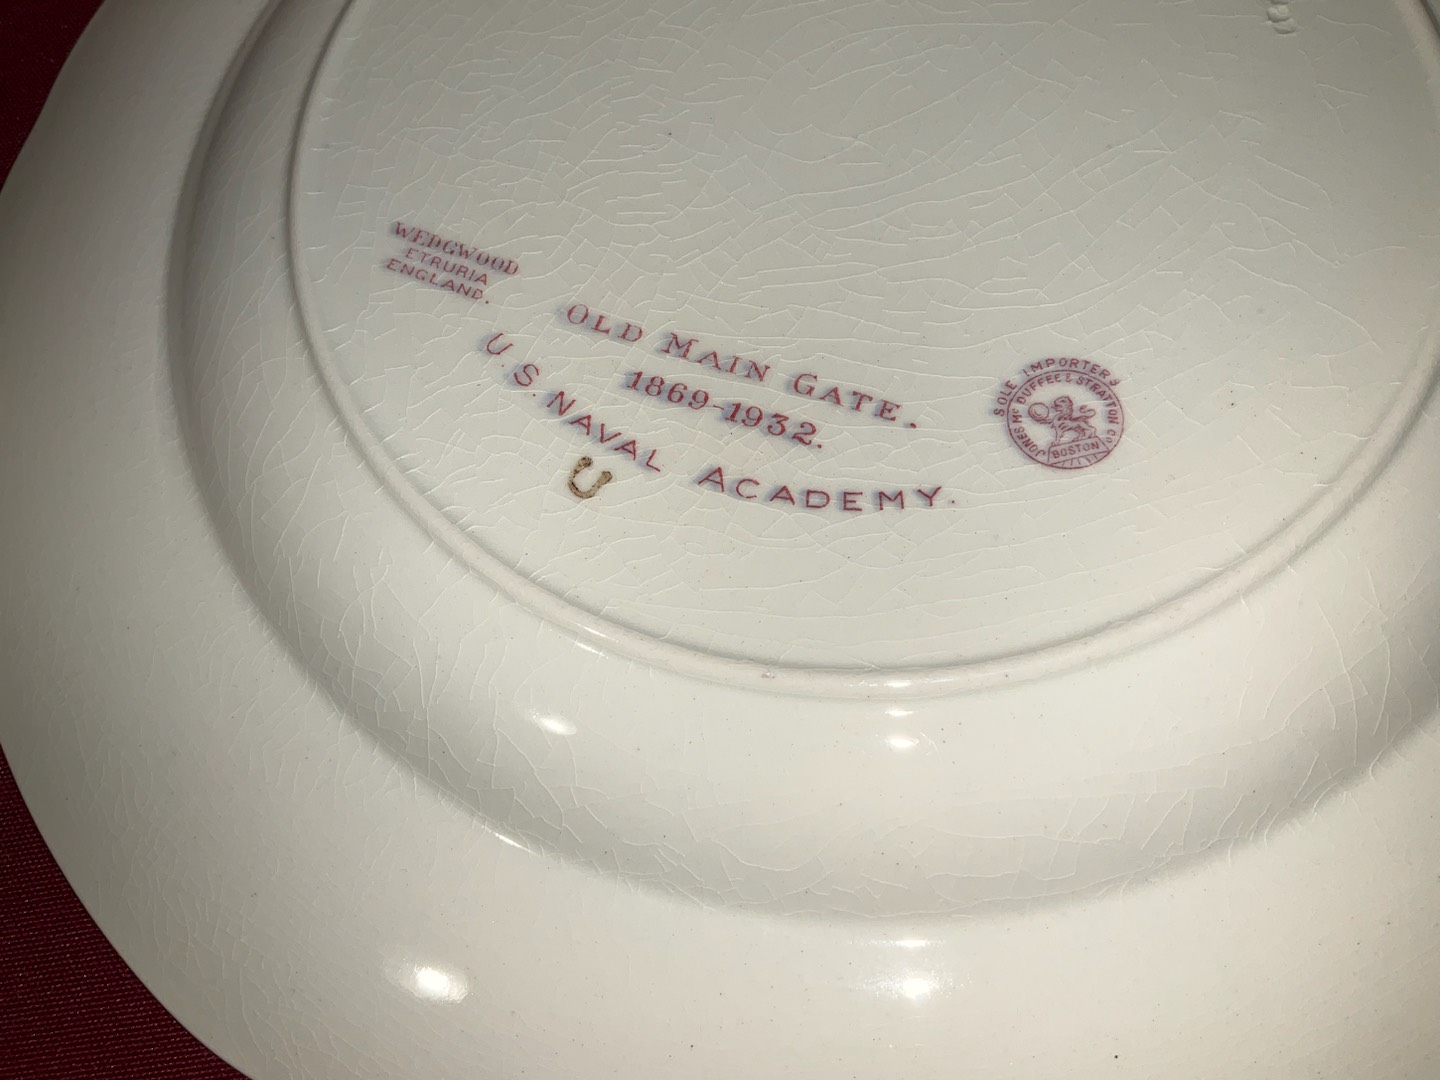 WEDGWOOD
ETRURIA
ENGLAND.
OLD MAIN GATE.
1869-1932.
U.S. NAVAL ACADEMY.
U
SOLE IMPORTERS
JONES McDUFFEE & STRATTON CO.
BOSTON